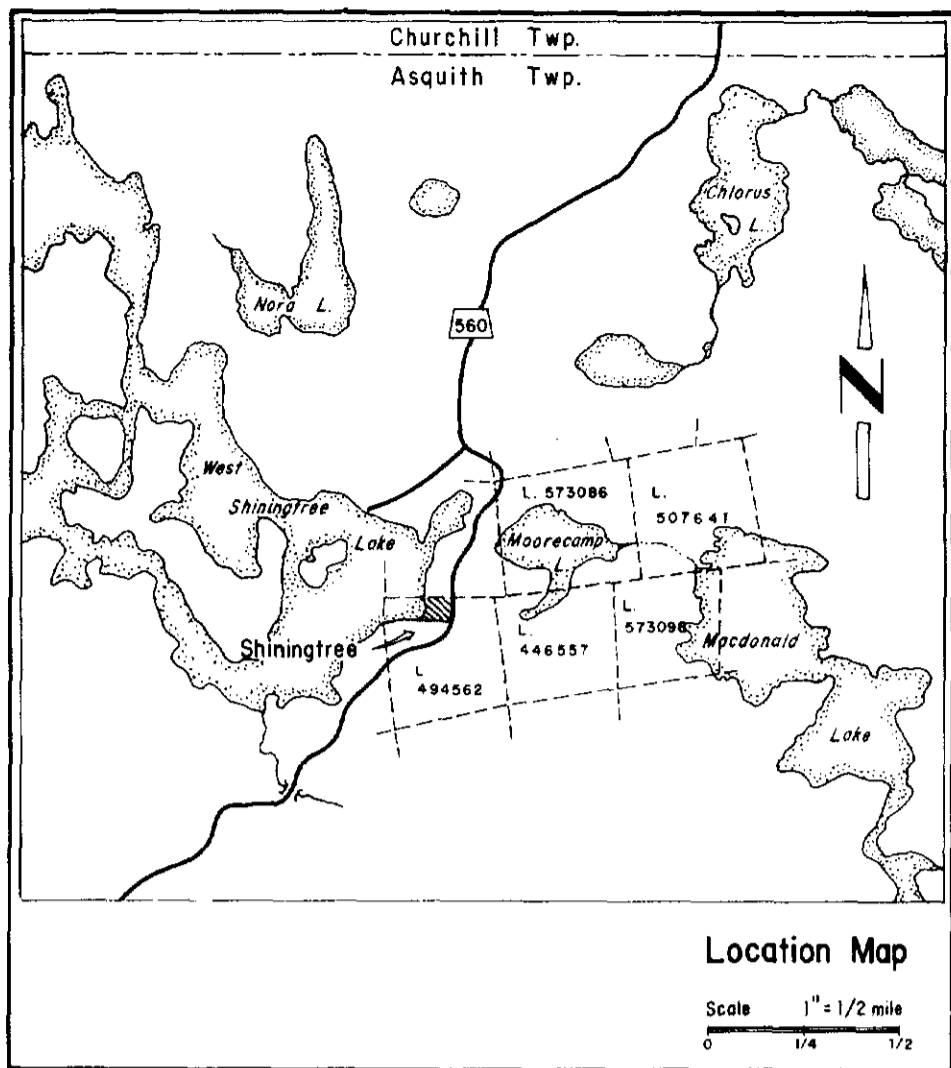 Churchill Twp.
Asquith Twp.
Chlorus
L.
Nora L.
560
N
West
Shiningtree
Lake
L. 573086
L.
507641
Moorecamp
L.
Shiningtree
L.
573098
L.
446557
Macdonald
L
494562
Lake
Location Map
Scale 1" = 1/2 mile
0 1/4 1/2